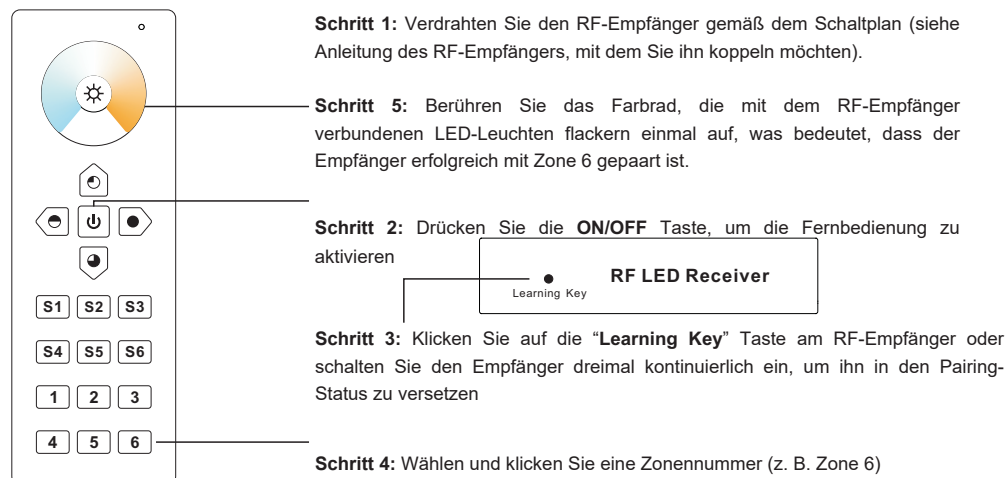 Schritt 1: Verdrahten Sie den RF-Empfänger gemäß dem Schaltplan (siehe
Anleitung des RF-Empfängers, mit dem Sie ihn koppeln möchten).
Schritt 5: Berühren Sie das Farbrad, die mit dem RF-Empfänger
verbundenen LED-Leuchten flackern einmal auf, was bedeutet, dass der
Empfänger erfolgreich mit Zone 6 gepaart ist.
Schritt 2: Drücken Sie die ON/OFF Taste, um die Fernbedienung zu
aktivieren
RF LED Receiver
Learning Key
Schritt 3: Klicken Sie auf die “Learning Key” Taste am RF-Empfänger oder
schalten Sie den Empfänger dreimal kontinuierlich ein, um ihn in den Pairing-
Status zu versetzen
Schritt 4: Wählen und klicken Sie eine Zonennummer (z. B. Zone 6)
S1 S2 S3
S4 S5 S6
1 2 3
4 5 6